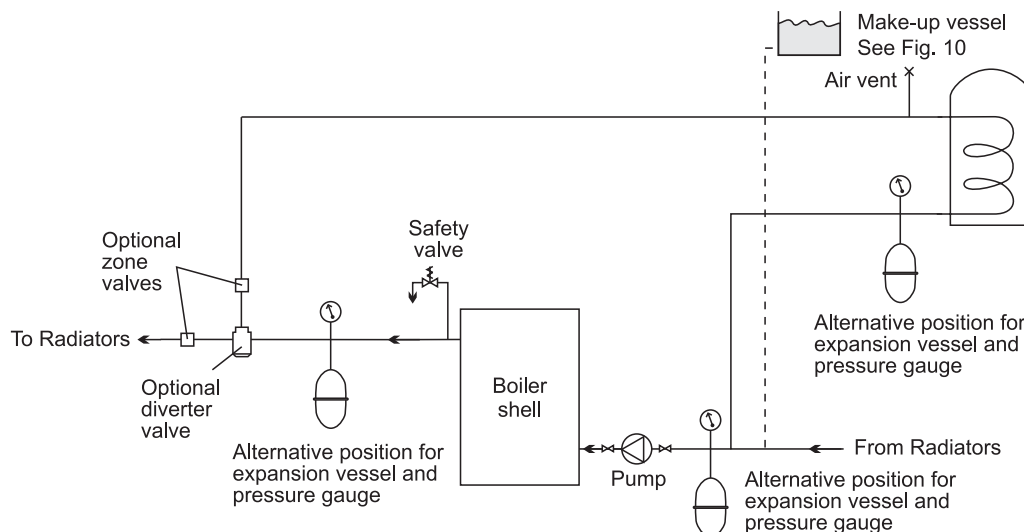 Make-up vessel
See Fig. 10
Air vent
Safety
valve
Optional
zone
valves
To Radiators
Optional
diverter
valve
Alternative position for
expansion vessel and
pressure gauge
Boiler
shell
Pump
Alternative position for
expansion vessel and
pressure gauge
From Radiators
Alternative position for
expansion vessel and
pressure gauge